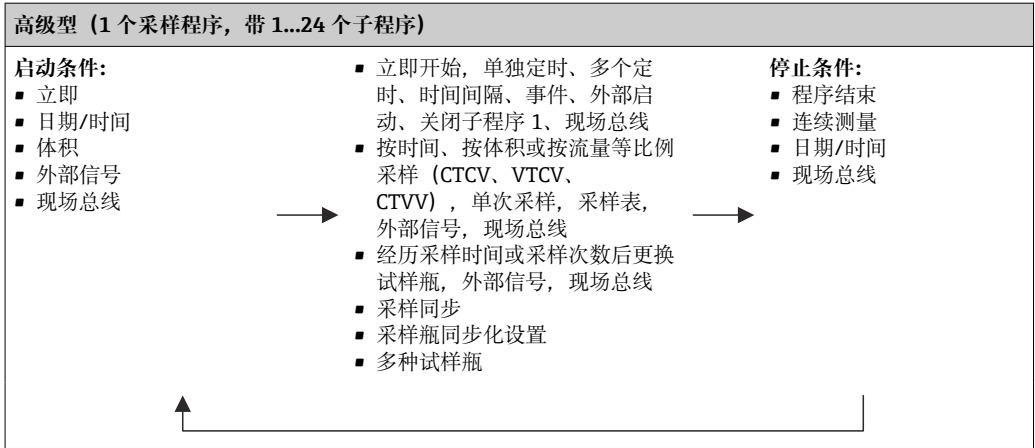 高级型（1 个采样程序，带 1...24 个子程序）
启动条件：
▪ 立即
▪ 日期/时间
▪ 体积
▪ 外部信号
▪ 现场总线
▪ 立即开始，单独定时、多个定
时、时间间隔、事件、外部启
动、关闭子程序 1、现场总线
▪ 按时间、按体积或按流量等比例
采样（CTCV、VTCV、
CTVV），单次采样，采样表，
外部信号，现场总线
▪ 经历采样时间或采样次数后更换
试样瓶，外部信号，现场总线
▪ 采样同步
▪ 采样瓶同步化设置
▪ 多种试样瓶
停止条件：
▪ 程序结束
▪ 连续测量
▪ 日期/时间
▪ 现场总线